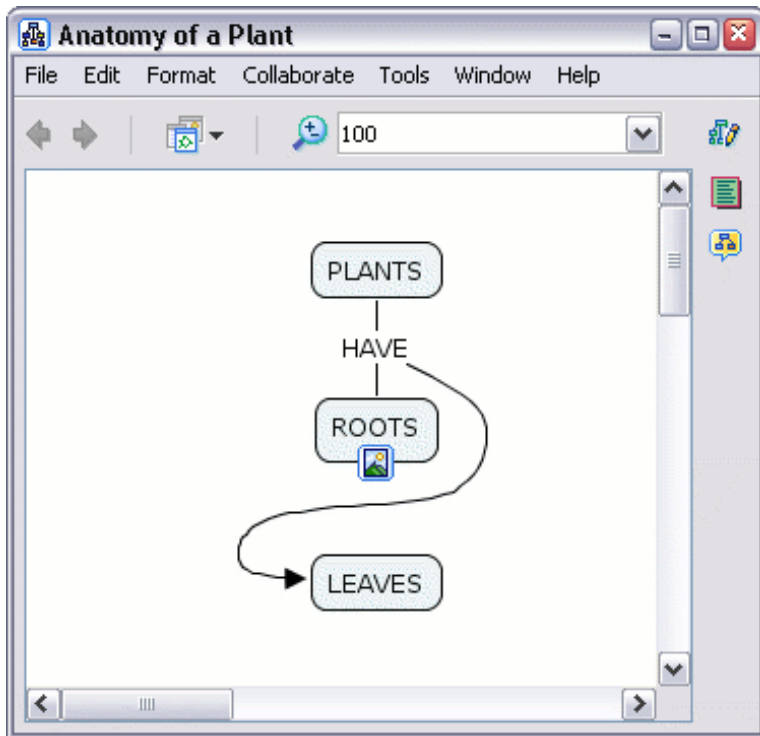 Anatomy of a Plant
File Edit Format Collaborate Tools Window Help
100
PLANTS
HAVE
ROOTS
LEAVES